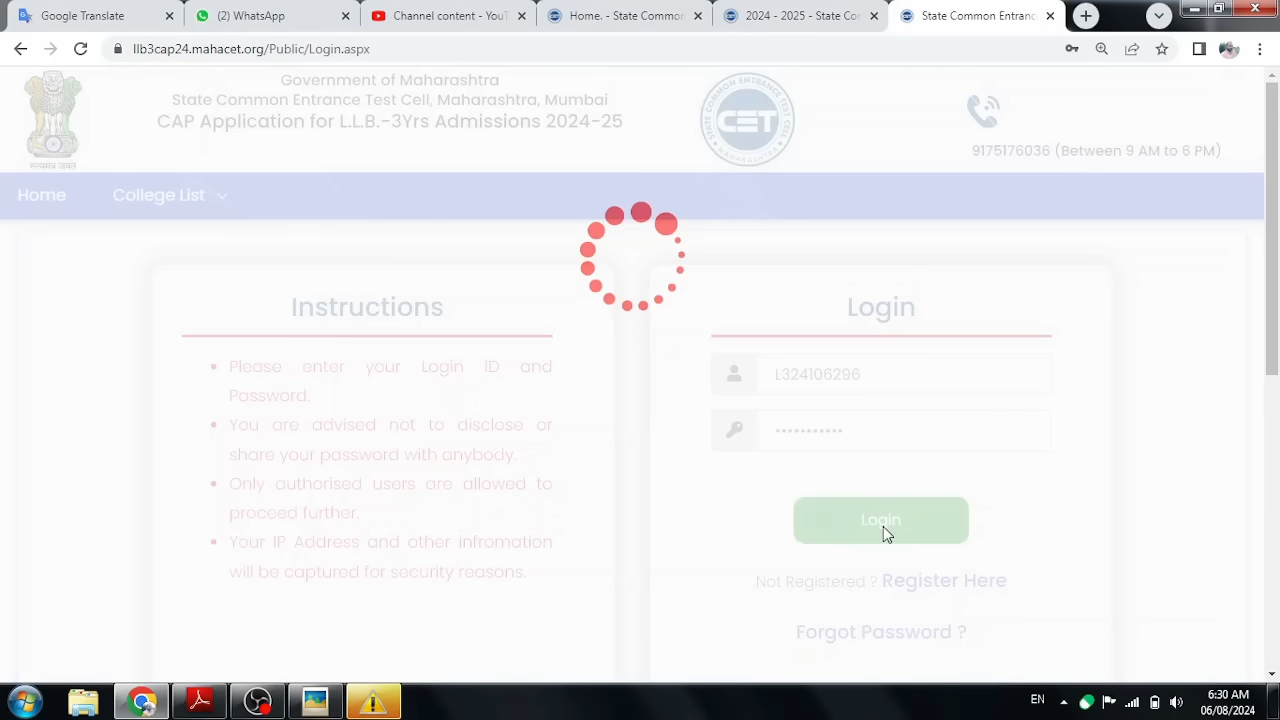 Google Translate
(2) WhatsApp
Channel content
Home. - State Common
2024 - 2025 - State Co
State Common Entranc
llb3cap24.mahacet.org/Public/Login.aspx
Government of Maharashtra
State Common Entrance Test Cell, Maharashtra, Mumbai
CAP Application for L.L.B.-3Yrs Admissions 2024-25
सत्यमेव जयते
CET
9175176036 (Between 9 AM to 6 PM)
Home
College List
Instructions
Please enter your Login ID and
Password.
You are advised not to disclose or
share your password with anybody.
Only authorised users are allowed to
proceed further.
Your IP Address and other infromation
will be captured for security reasons.
Login
L324106296
Login
Not Registered ? Register Here
Forgot Password ?
EN
6:30 AM
06/08/2024